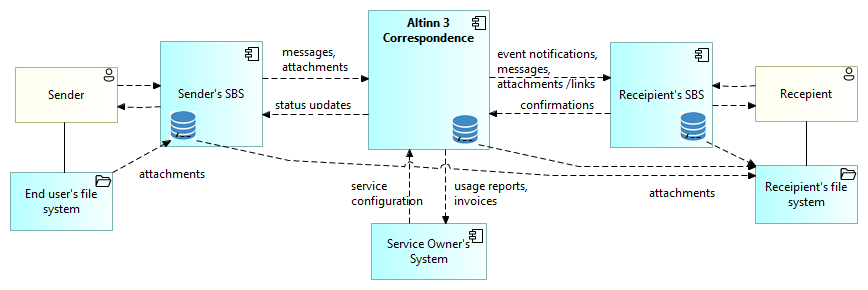 Altinn 3
Correspondence
messages,
attachments
event notifications,
messages,
attachments /links
Sender
Sender's SBS
Receipient's SBS
Recepient
status updates
confirmations
attachments
service
configuration
usage reports,
invoices
attachments
End user's file
system
Receipient's file
system
Service Owner's
System